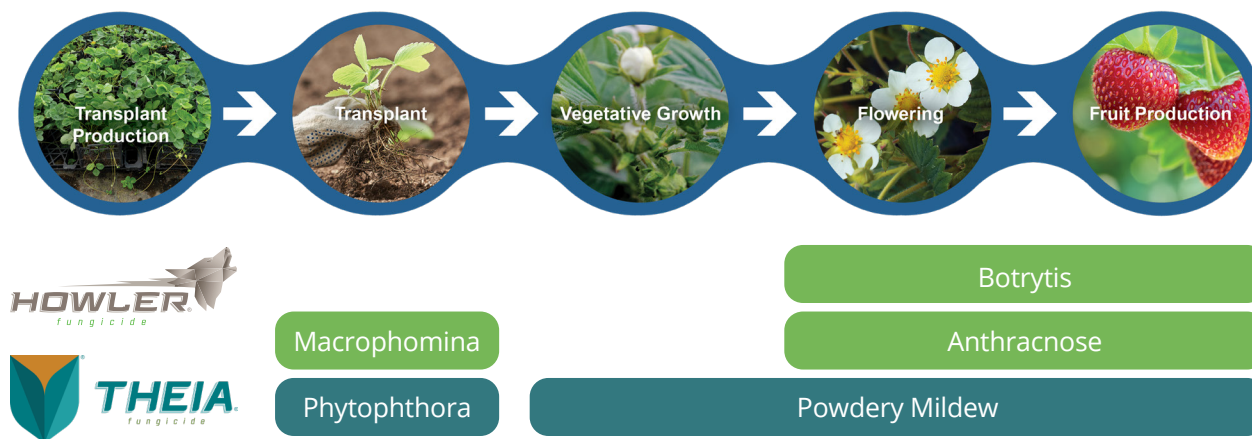 Transplant
Production
Transplant
Vegetative Growth
Flowering
Fruit Production
HOWLER®
fungicide
Botrytis
Macrophomina
Anthracnose
THEIA®
fungicide
Phytophthora
Powdery Mildew